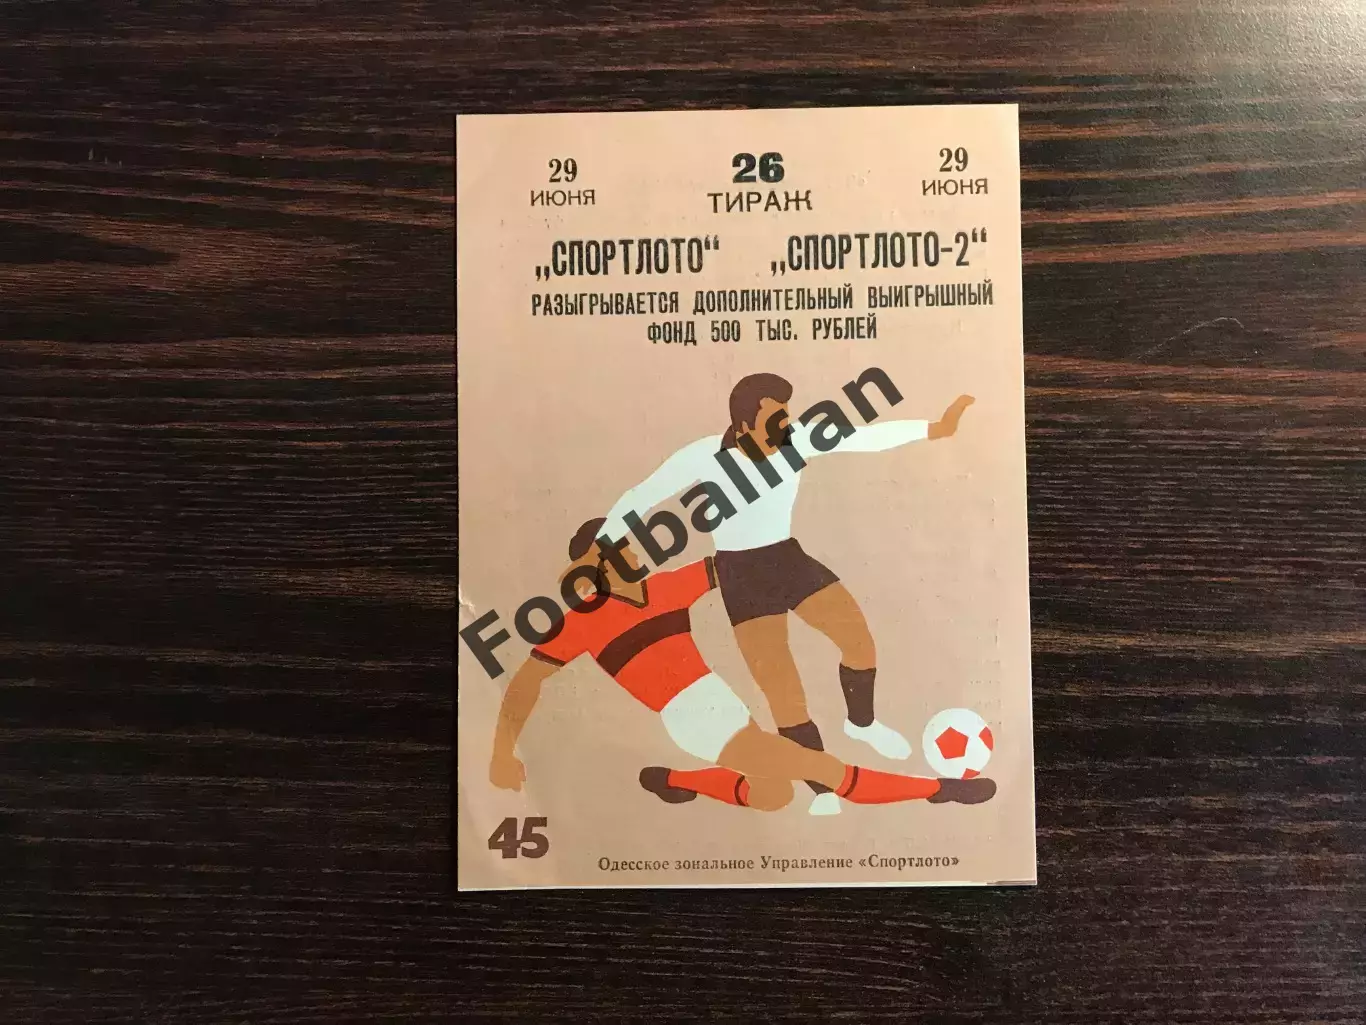 29 26 29
ИЮНЯ ТИРАЖ ИЮНЯ
„СПОРТЛОТО“ „СПОРТЛОТО-2“
РАЗЫГРЫВАЕТСЯ ДОПОЛНИТЕЛЬНЫЙ ВЫИГРЫШНЫЙ
ФОНД 500 ТЫС. РУБЛЕЙ
Footballfan
45
Одесское зональное Управление «Спортлото»